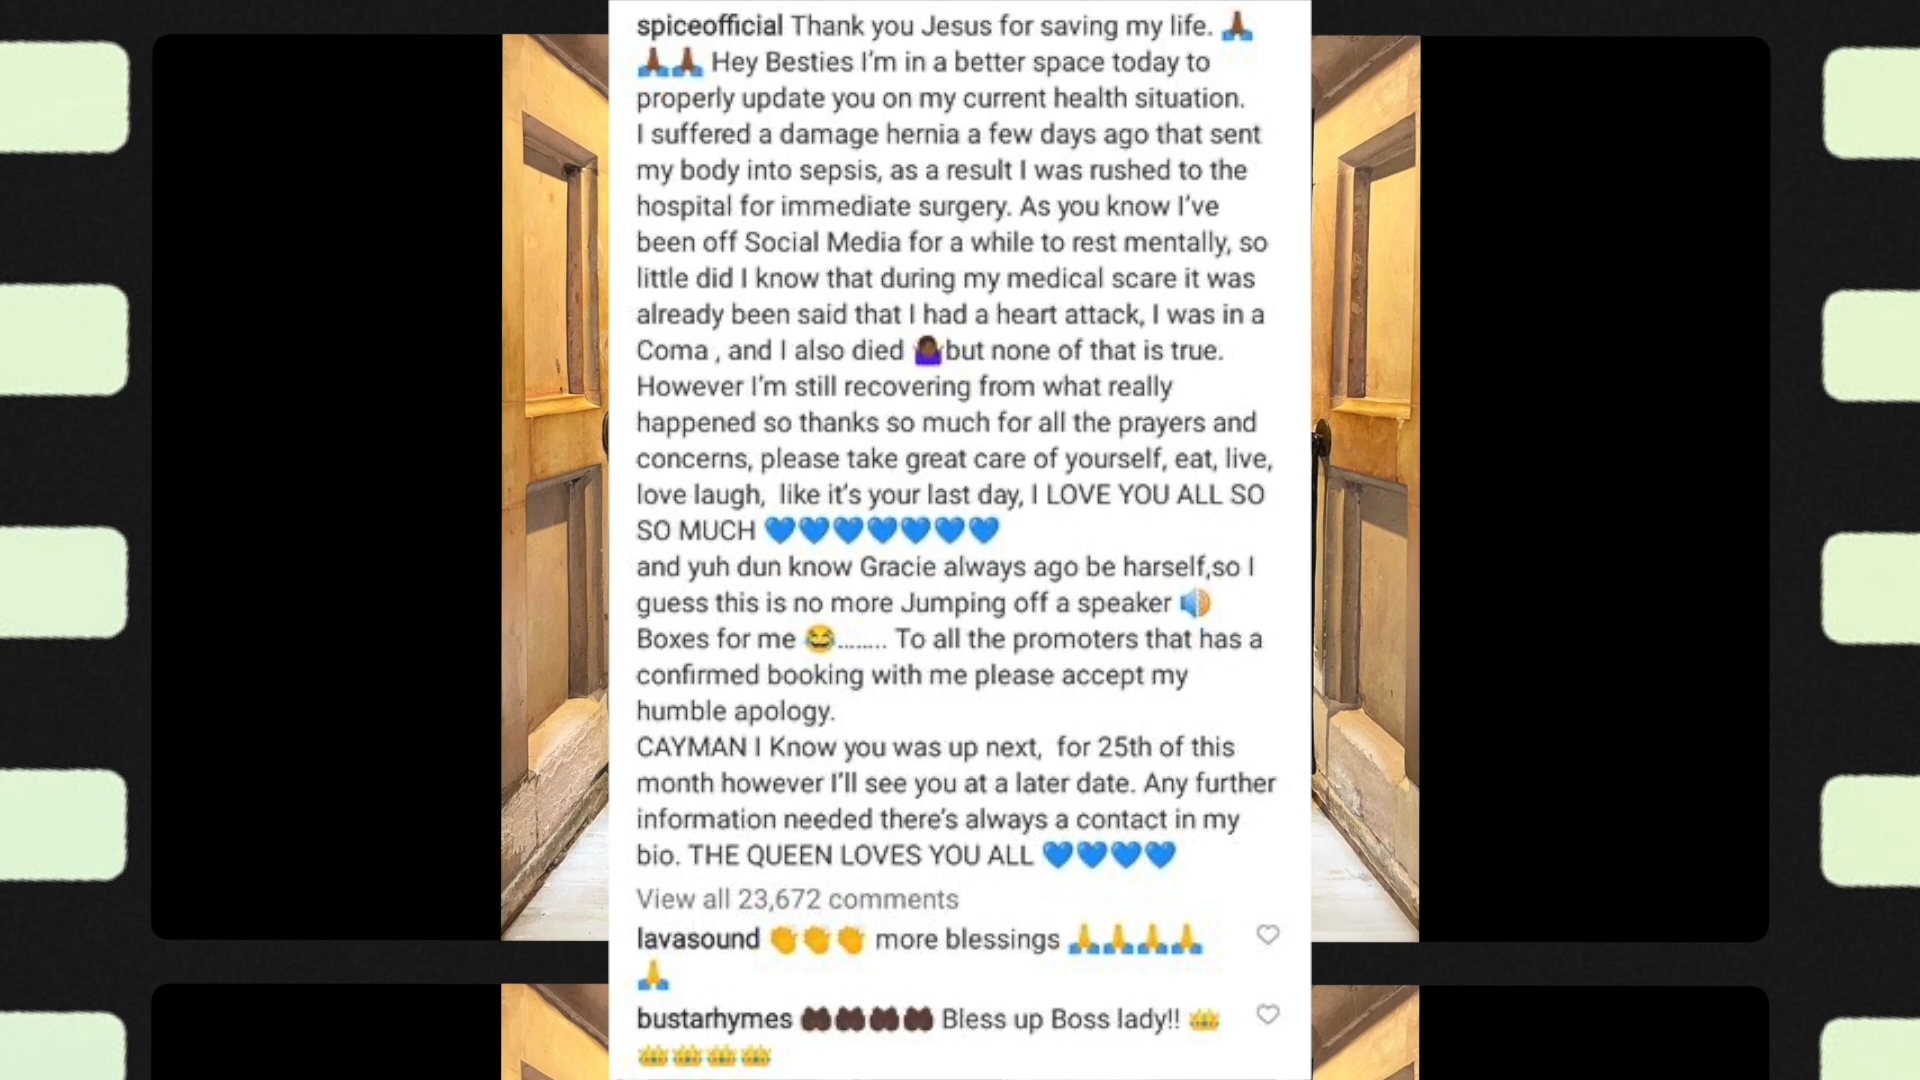 spiceofficial Thank you Jesus for saving my life. 🙏🏾
🙏🏾🙏🏾 Hey Besties I'm in a better space today to
properly update you on my current health situation.
I suffered a damage hernia a few days ago that sent
my body into sepsis, as a result I was rushed to the
hospital for immediate surgery. As you know I've
been off Social Media for a while to rest mentally, so
little did I know that during my medical scare it was
already been said that I had a heart attack, I was in a
Coma , and I also died 🤷🏾‍♀️but none of that is true.
However I'm still recovering from what really
happened so thanks so much for all the prayers and
concerns, please take great care of yourself, eat, live,
love laugh,  like it's your last day, I LOVE YOU ALL SO
SO MUCH 💙💙💙💙💙💙💙
and yuh dun know Gracie always ago be harself,so I
guess this is no more Jumping off a speaker 🔊
Boxes for me 😂........ To all the promoters that has a
confirmed booking with me please accept my
humble apology.
CAYMAN I Know you was up next,  for 25th of this
month however I'll see you at a later date. Any further
information needed there's always a contact in my
bio. THE QUEEN LOVES YOU ALL 💙💙💙💙
View all 23,672 comments
lavasound 👏👏👏 more blessings 🙏🙏🙏🙏
🙏
bustarhymes 🤲🏿🤲🏿🤲🏿🤲🏿 Bless up Boss lady!! 👑
👑👑👑👑